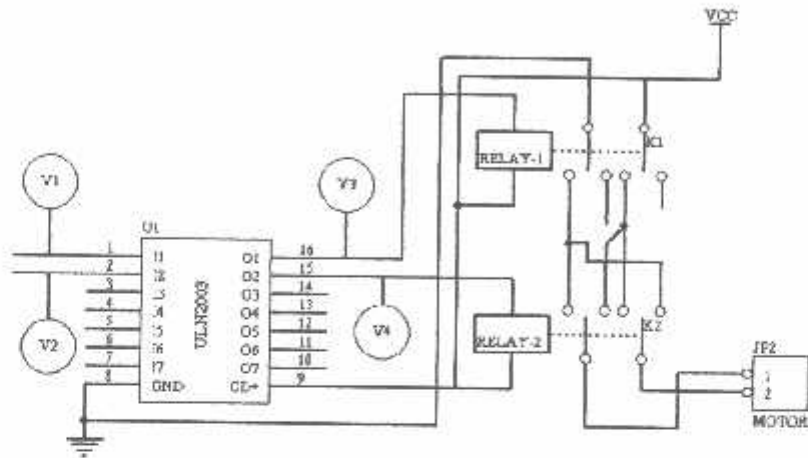 VCC
K1
RELAY-1
V1
V3
U1
1 I1 O1 16
2 I2 O2 15
3 I3 O3 14
4 I4 O4 13
5 I5 O5 12
6 I6 O6 11
7 I7 O7 10
8 GND CL+ 9
ULN2003
V2
V4
RELAY-2
K2
JP2
1
2
MOTOR